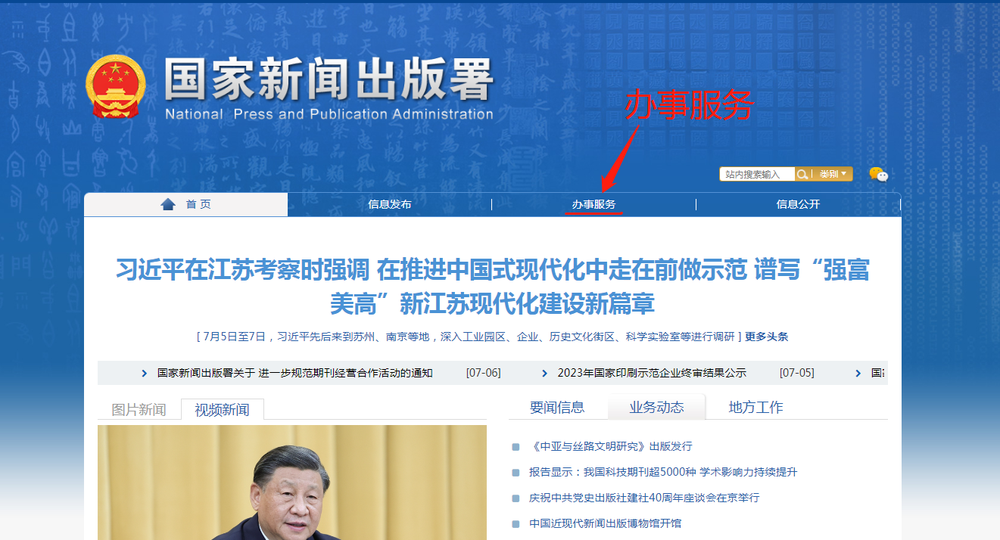 国家新闻出版署
National Press and Publication Administration
办事服务
站内搜索输入 类别
首 页 信息发布 办事服务 信息公开
习近平在江苏考察时强调 在推进中国式现代化中走在前做示范 谱写“强富
美高”新江苏现代化建设新篇章
[ 7月5日至7日，习近平先后来到苏州、南京等地，深入工业园区、企业、历史文化街区、科学实验室等进行调研 ] 更多头条
国家新闻出版署关于 进一步规范期刊经营合作活动的通知 [07-06] 2023年国家印刷示范企业终审结果公示 [07-05]
图片新闻 视频新闻
要闻信息 业务动态 地方工作
《中亚与丝路文明研究》出版发行
报告显示：我国科技期刊超5000种 学术影响力持续提升
庆祝中共党史出版社建社40周年座谈会在京举行
中国近现代新闻出版博物馆开馆